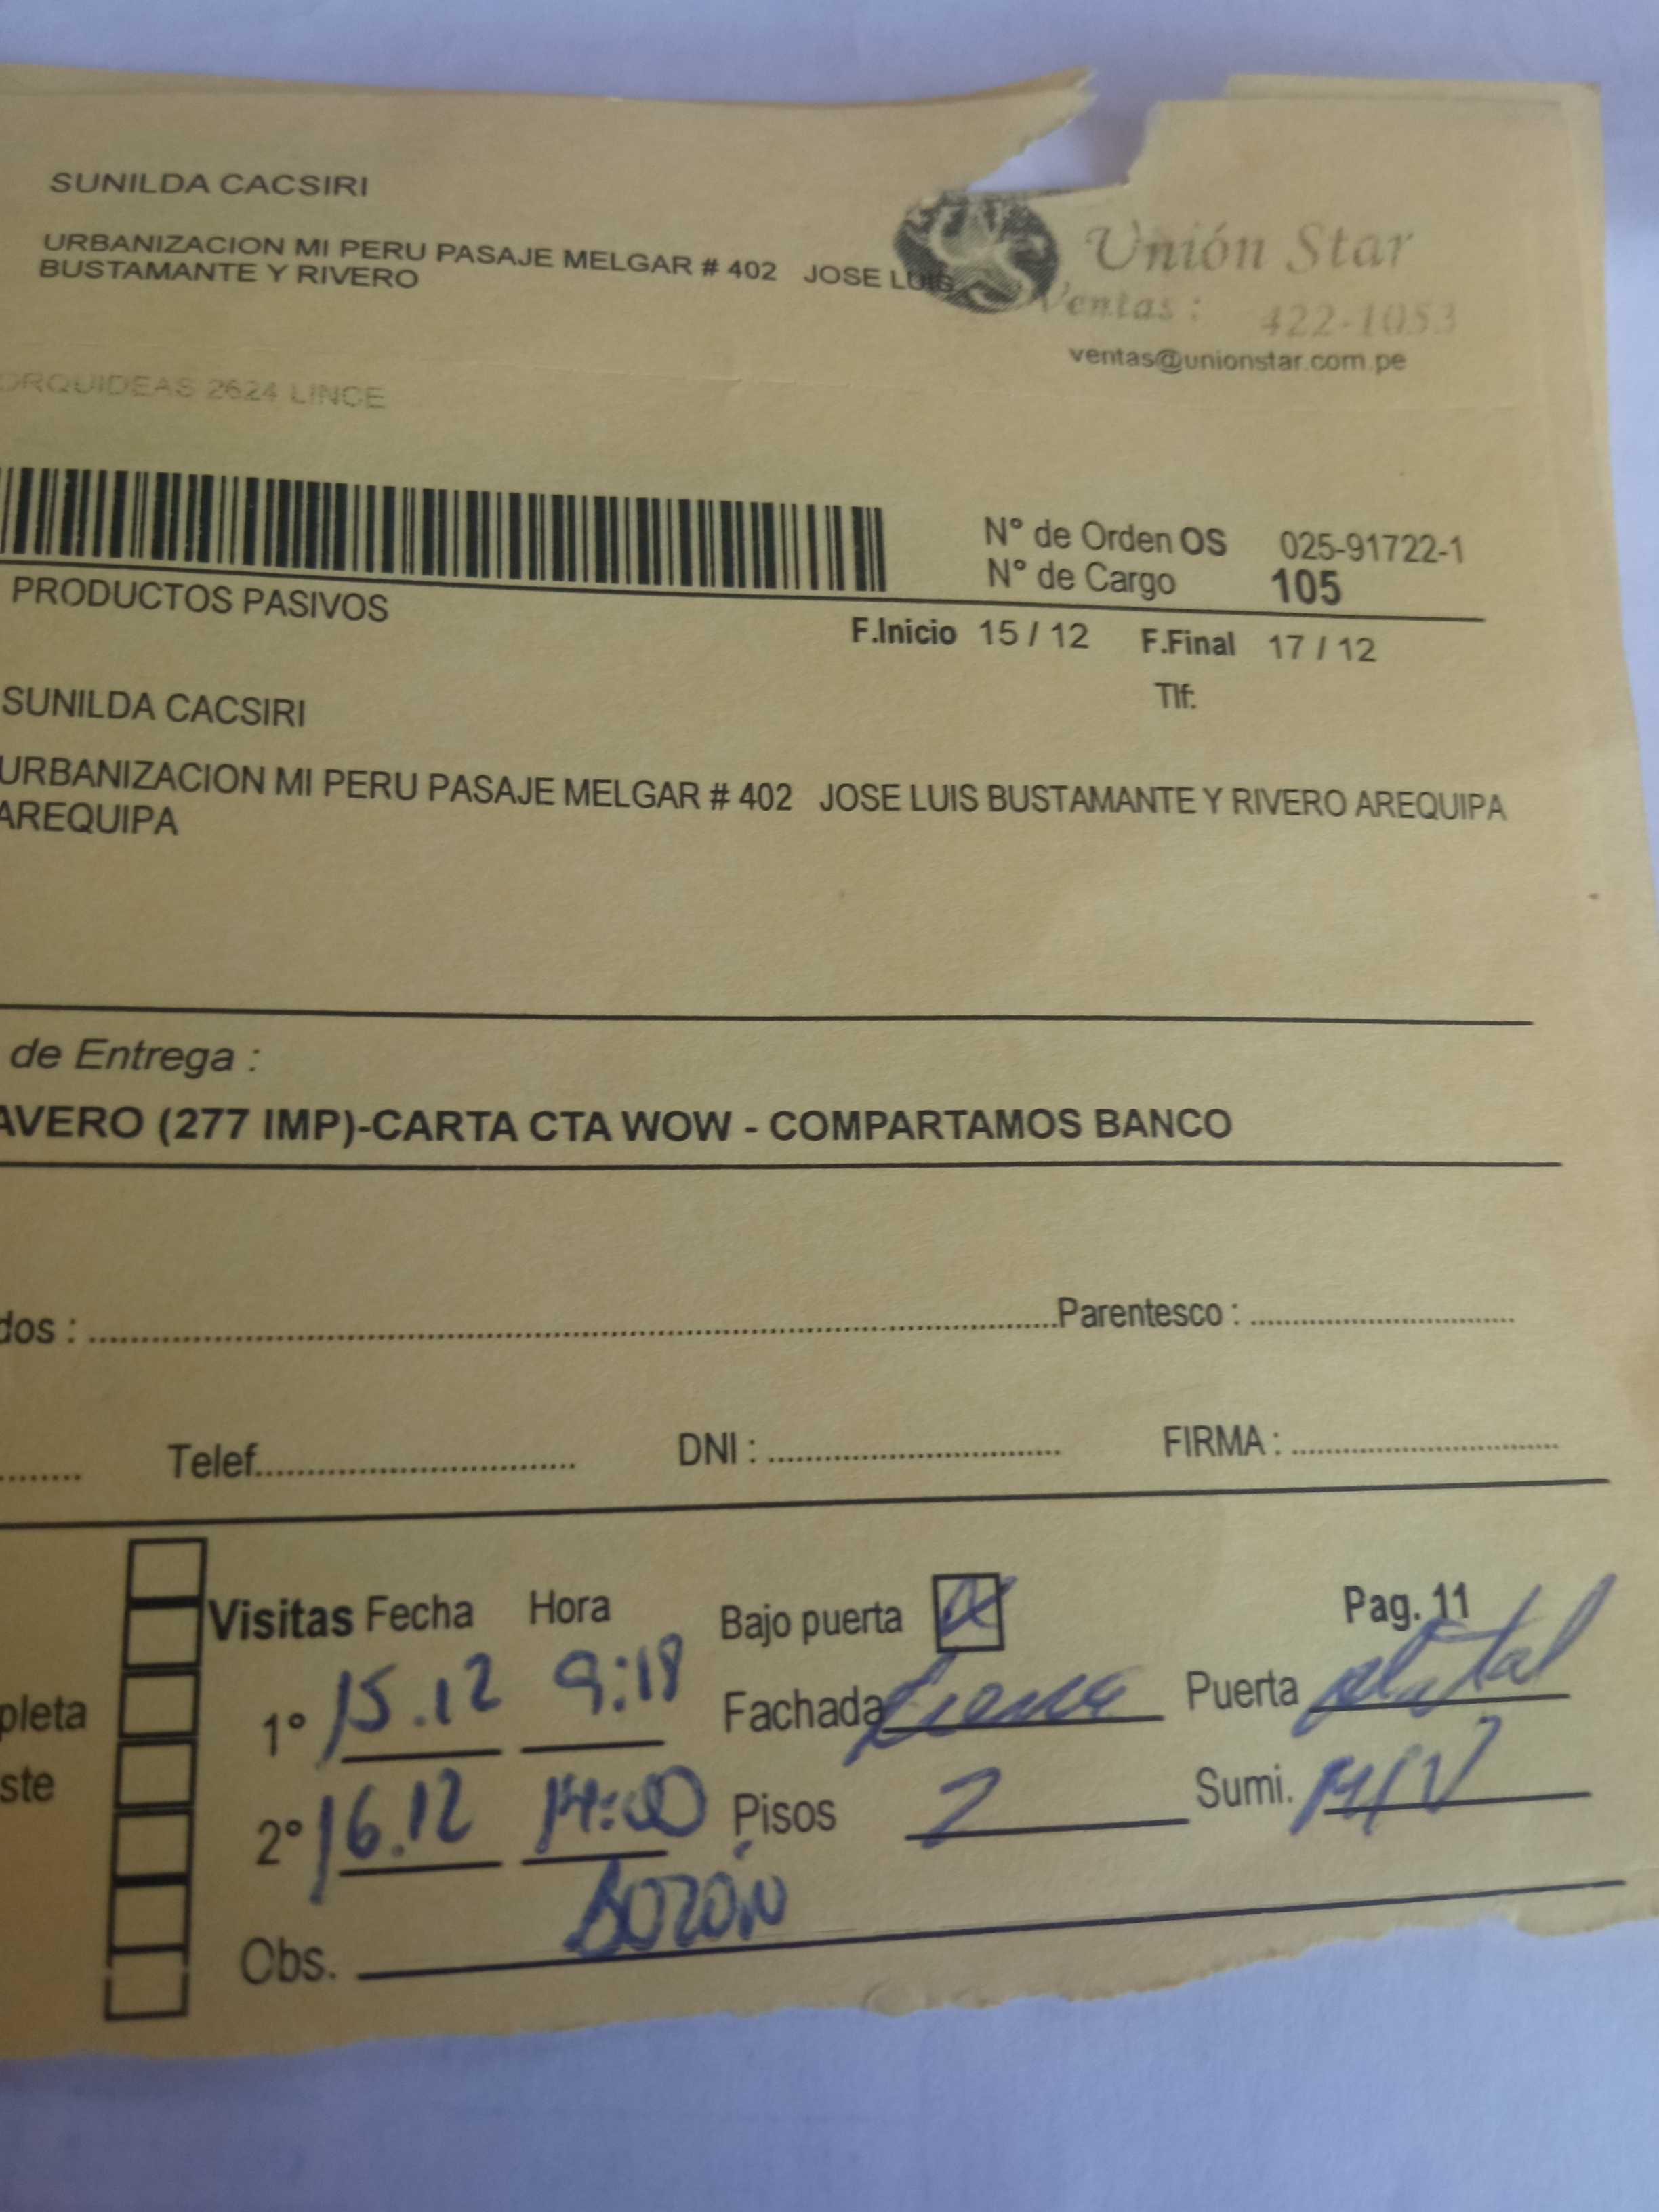 SUNILDA CACSIRI
URBANIZACION MI PERU PASAJE MELGAR # 402 JOSE LUIS
BUSTAMANTE Y RIVERO
Unión Star
Ventas : 422-1053
ventas@unionstar.com.pe
ORQUIDEAS 2624 LINCE
N° de Orden OS 025-91722-1
N° de Cargo 105
PRODUCTOS PASIVOS
F.Inicio 15 / 12 F.Final 17 / 12
SUNILDA CACSIRI
Tlf:
URBANIZACION MI PERU PASAJE MELGAR # 402 JOSE LUIS BUSTAMANTE Y RIVERO AREQUIPA
AREQUIPA
de Entrega :
AVERO (277 IMP)-CARTA CTA WOW - COMPARTAMOS BANCO
dos : Parentesco :
Telef. DNI : FIRMA :
Visitas Fecha Hora Bajo puerta Pag. 11
pleta 1° 15.12 9:18 Fachada Puerta
ste 2° 16.12 14:00 Pisos 2 Sumi.
Obs. BOZÓN